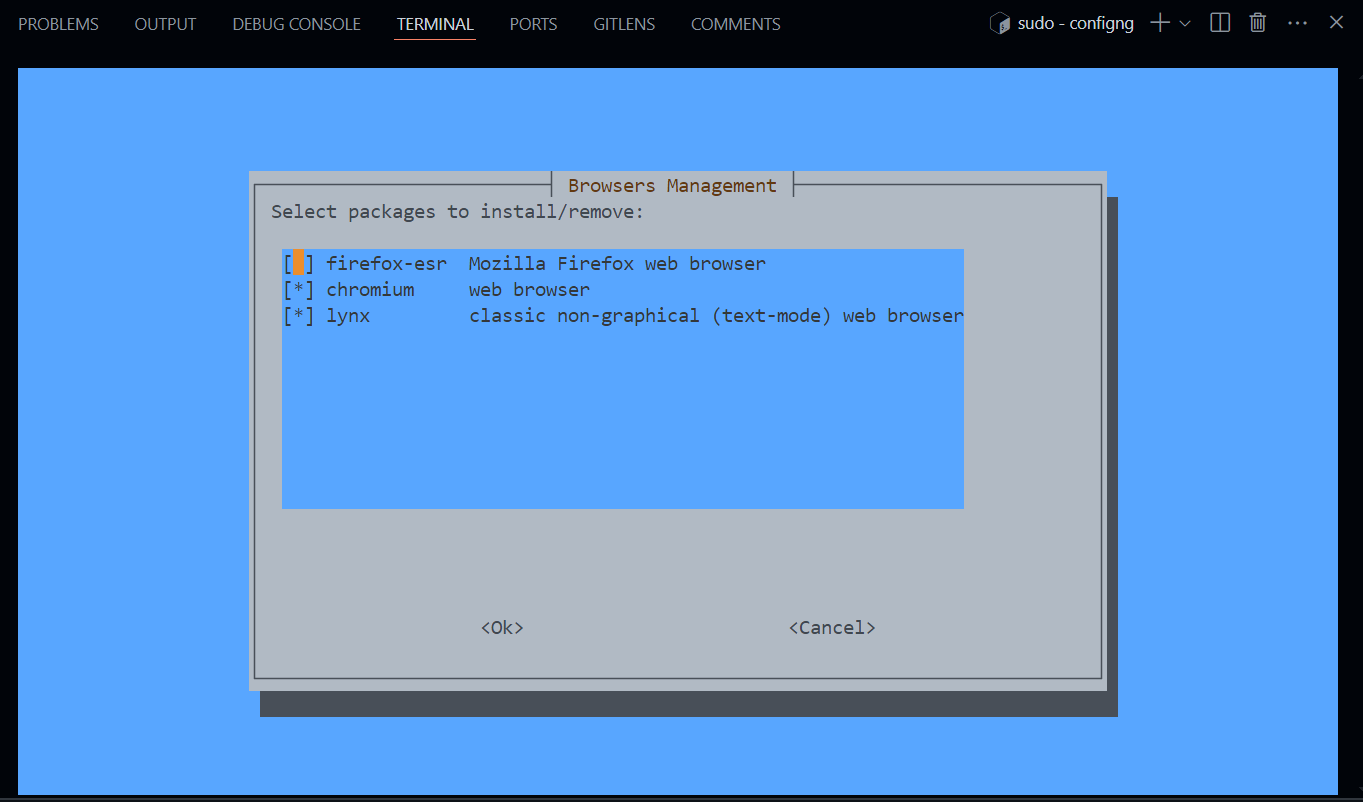 PROBLEMS OUTPUT DEBUG CONSOLE TERMINAL PORTS GITLENS COMMENTS sudo - configng
Browsers Management
Select packages to install/remove:
[ ] firefox-esr Mozilla Firefox web browser
[*] chromium web browser
[*] lynx classic non-graphical (text-mode) web browser
<Ok> <Cancel>